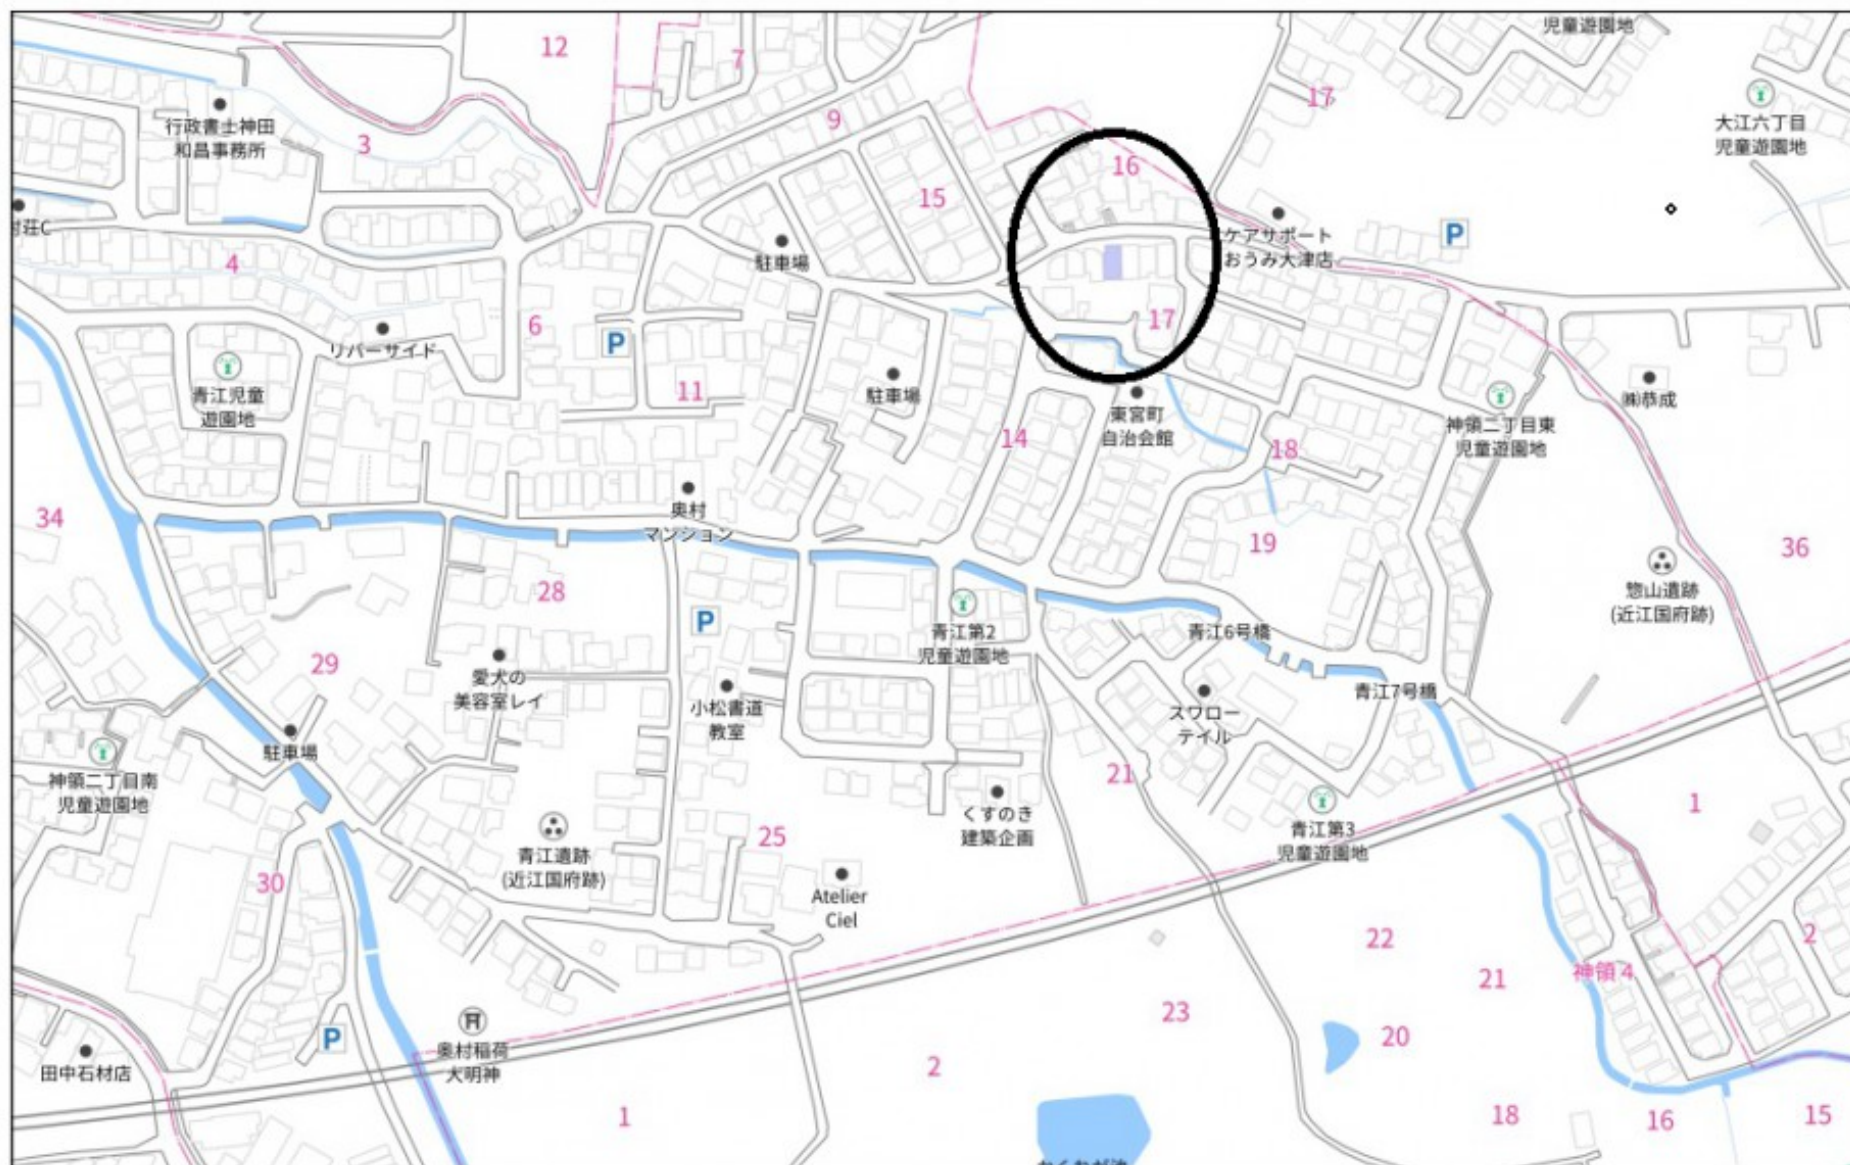 児童遊園地
12
7
17
大江六丁目
児童遊園地
行政書士神田
和昌事務所
3
9
16
15
ケアサポート
おうみ大津店
P
4
駐車場
6
P
17
リバーサイド
青江児童
遊園地
11
駐車場
㈱恭成
東宮町
自治会館
14
18
神領二丁目東
児童遊園地
奥村
マンション
34
19
36
惣山遺跡
(近江国府跡)
28
P
青江第2
児童遊園地
青江6号橋
29
愛犬の
美容室レイ
小松書道
教室
スワロー
テイル
青江7号橋
駐車場
神領二丁目南
児童遊園地
21
くすのき
建築企画
青江第3
児童遊園地
1
25
青江遺跡
(近江国府跡)
30
Atelier
Ciel
22
2
神領 4
21
23
20
P
奥村稲荷
大明神
田中石材店
2
1
18
16
15